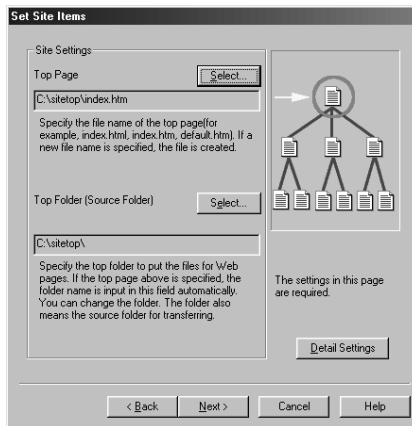 Set Site Items
Site Settings
Top Page
Select...
C:\sitetop\index.htm
Specify the file name of the top page(for
example, index.html, index.htm, default.htm). If a
new file name is specified, the file is created.
Top Folder (Source Folder)
Select...
C:\sitetop\
Specify the top folder to put the files for Web
pages. If the top page above is specified, the
folder name is input in this field automatically.
You can change the folder. The folder also
means the source folder for transferring.
The settings in this page
are required.
Detail Settings
< Back
Next >
Cancel
Help